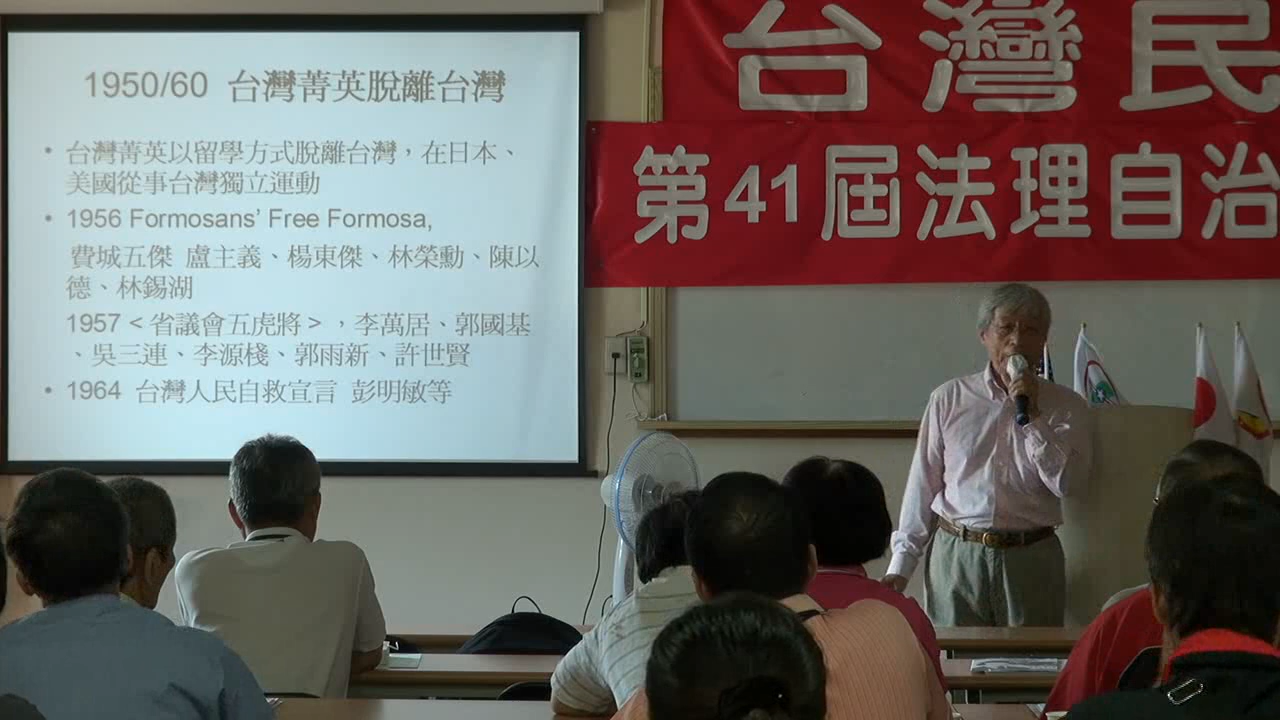 1950/60 台灣菁英脫離台灣
• 台灣菁英以留學方式脫離台灣，在日本、
美國從事台灣獨立運動
• 1956 Formosans' Free Formosa,
費城五傑 盧主義、楊東傑、林榮勳、陳以
德、林錫湖
1957 < 省議會五虎將 > ，李萬居、郭國基
、吳三連、李源棧、郭雨新、許世賢
• 1964 台灣人民自救宣言 彭明敏等
台灣民
第41屆法理自治